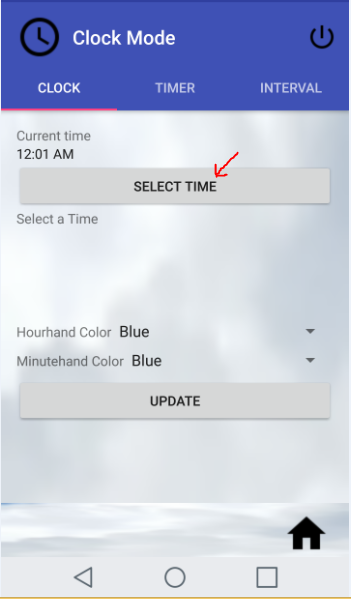 Clock Mode
CLOCK TIMER INTERVAL
Current time
12:01 AM
SELECT TIME
Select a Time
Hourhand Color Blue
Minutehand Color Blue
UPDATE